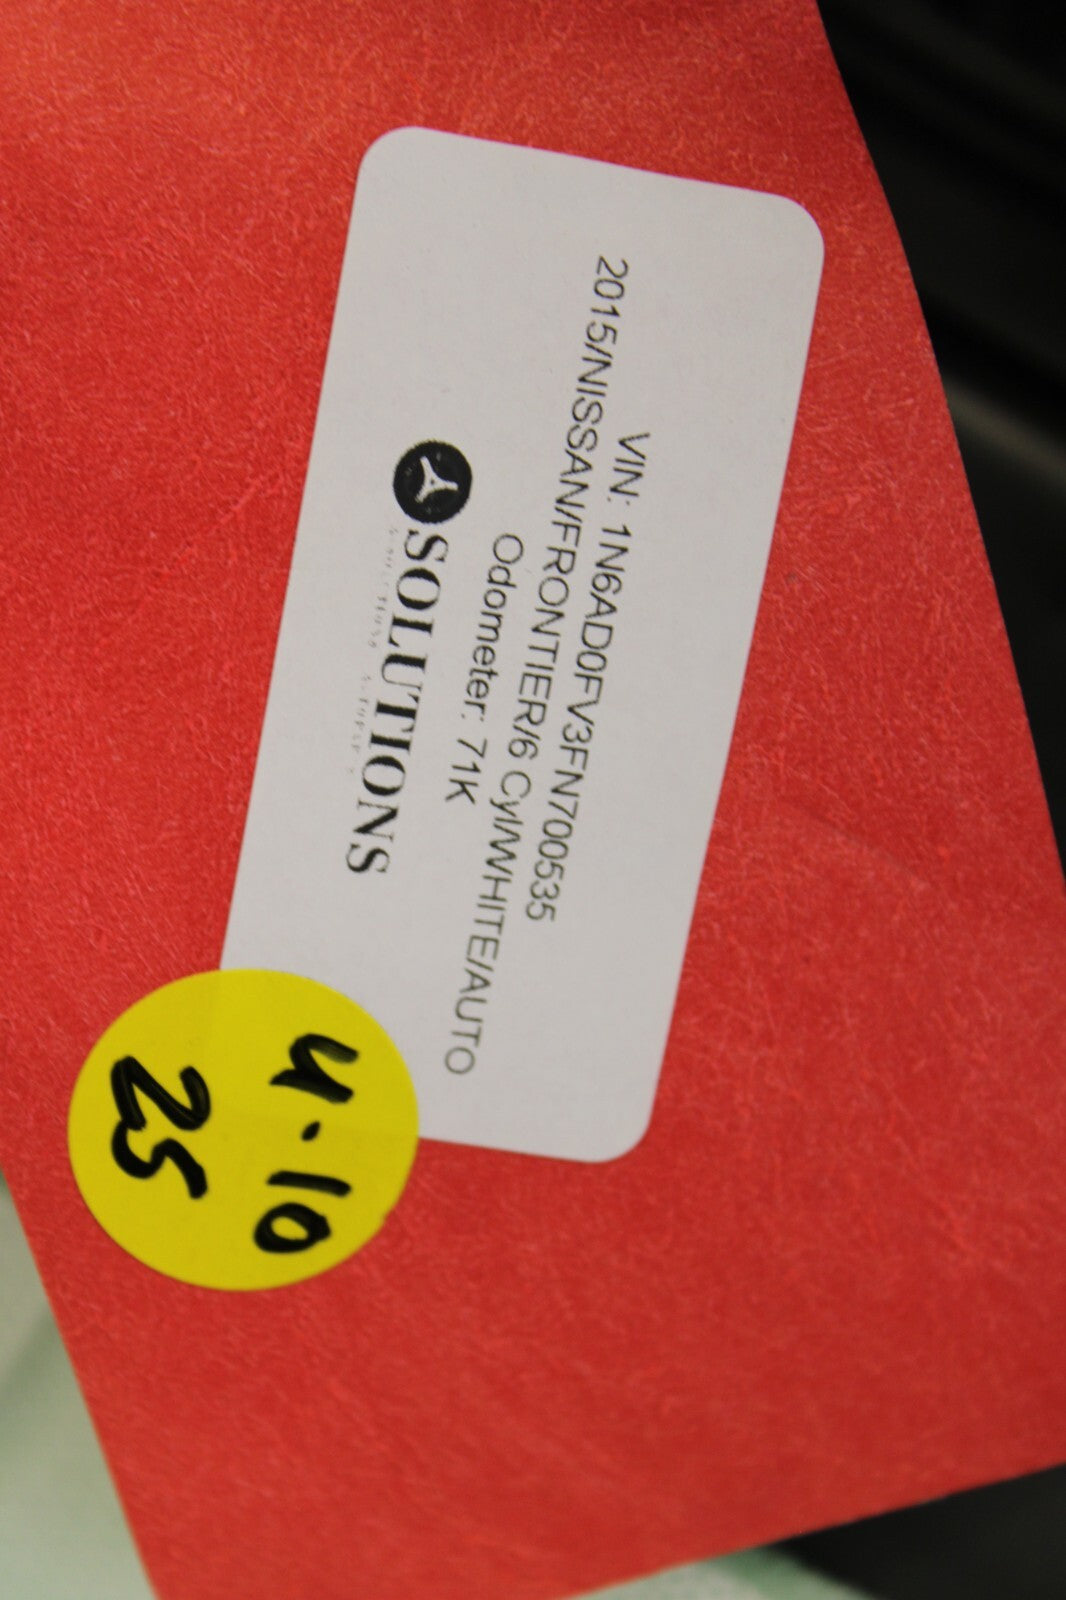 VIN: 1N6AD0FV3FN700535
2015/NISSAN/FRONTIER/6 Cyl/WHITE/AUTO
Odometer: 71K
SOLUTIONS
4.10
25